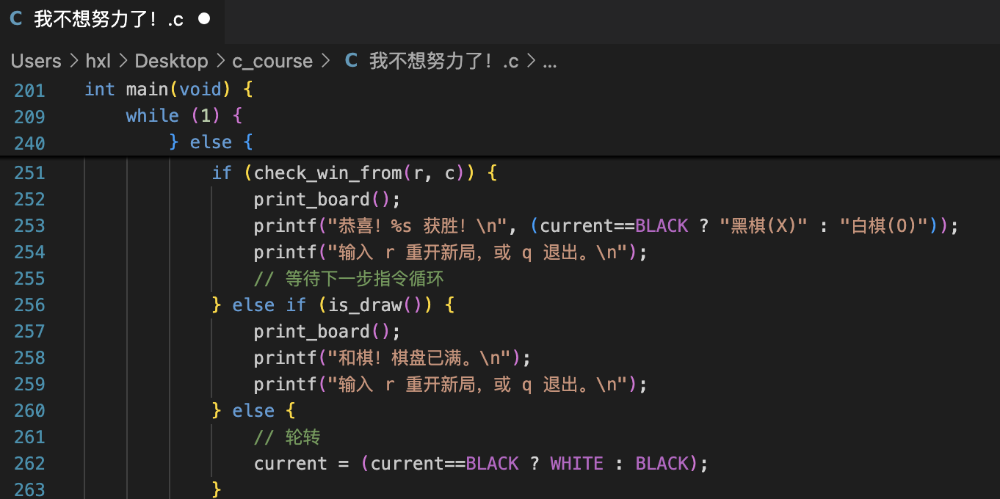 C 我不想努力了！.c
Users > hxl > Desktop > c_course > C 我不想努力了！.c > ...
201 int main(void) {
209 while (1) {
240 } else {
251 if (check_win_from(r, c)) {
252 print_board();
253 printf("恭喜！%s 获胜！\n", (current==BLACK ? "黑棋(X)" : "白棋(O)"));
254 printf("输入 r 重开新局，或 q 退出。\n");
255 // 等待下一步指令循环
256 } else if (is_draw()) {
257 print_board();
258 printf("和棋！棋盘已满。\n");
259 printf("输入 r 重开新局，或 q 退出。\n");
260 } else {
261 // 轮转
262 current = (current==BLACK ? WHITE : BLACK);
263 }